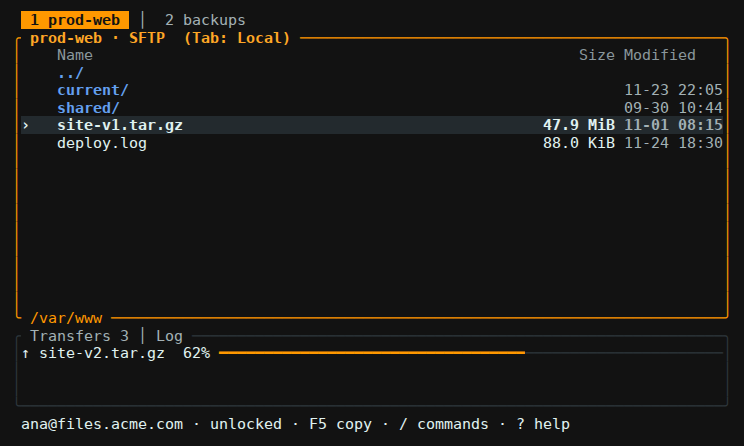 1 prod-web │ 2 backups
prod-web · SFTP (Tab: Local)
Name Size Modified
../
current/ 11-23 22:05
shared/ 09-30 10:44
› site-v1.tar.gz 47.9 MiB 11-01 08:15
deploy.log 88.0 KiB 11-24 18:30
/var/www
Transfers 3 │ Log
↑ site-v2.tar.gz 62%
ana@files.acme.com · unlocked · F5 copy · / commands · ? help